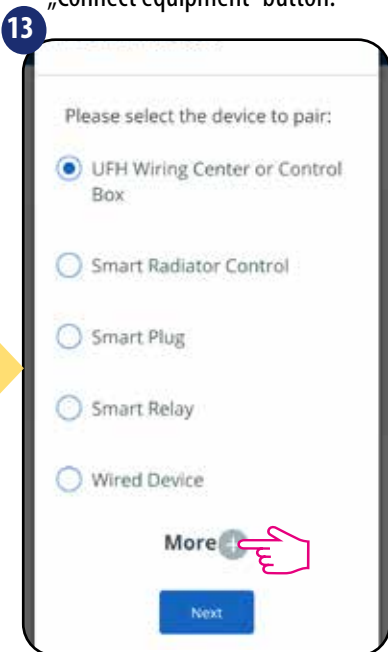 „Connect equipment” button.
13
Please select the device to pair:
UFH Wiring Center or Control
Box
Smart Radiator Control
Smart Plug
Smart Relay
Wired Device
More +
Next